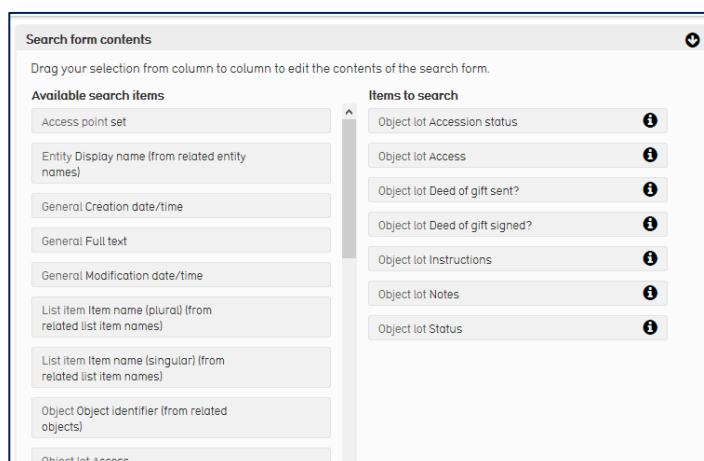 Search form contents
Drag your selection from column to column to edit the contents of the search form.
Available search items
Access point set
Entity Display name (from related entity
names)
General Creation date/time
General Full text
General Modification date/time
List item Item name (plural) (from
related list item names)
List item Item name (singular) (from
related list item names)
Object Object identifier (from related
objects)
Object lot Access
Items to search
Object lot Accession status
Object lot Access
Object lot Deed of gift sent?
Object lot Deed of gift signed?
Object lot Instructions
Object lot Notes
Object lot Status